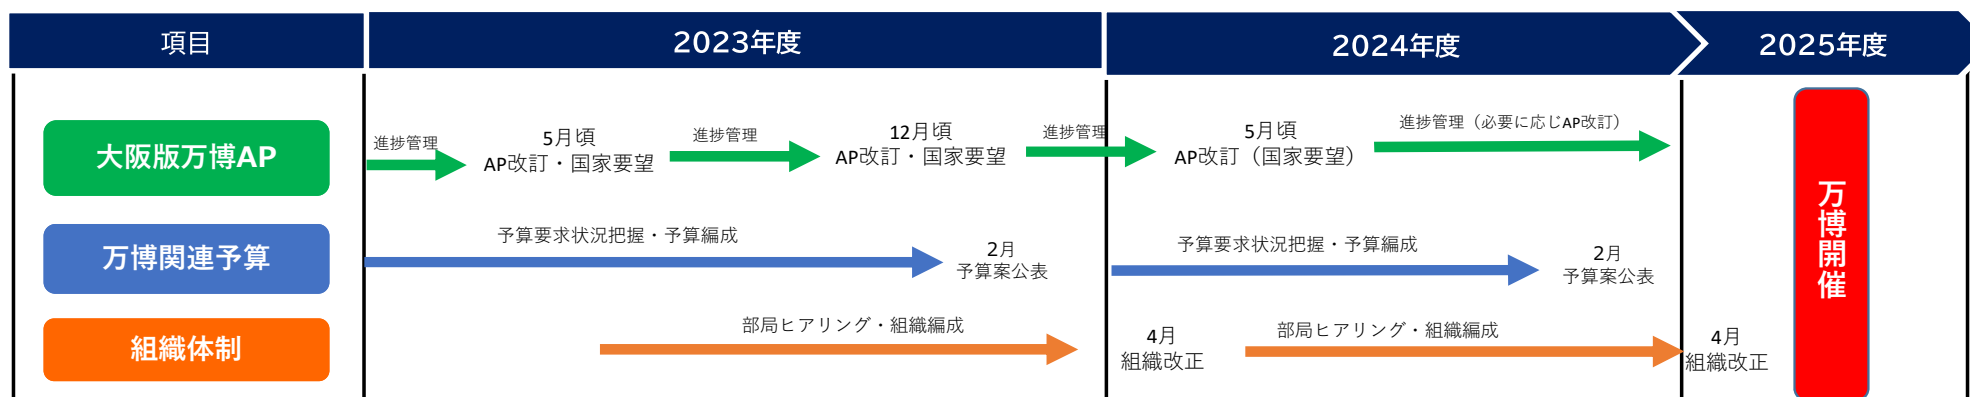 項目
2023年度
2024年度
2025年度
大阪版万博AP
進捗管理
5月頃
AP改訂・国家要望
進捗管理
12月頃
AP改訂・国家要望
進捗管理
5月頃
AP改訂（国家要望）
進捗管理（必要に応じAP改訂）
万博関連予算
予算要求状況把握・予算編成
2月
予算案公表
予算要求状況把握・予算編成
2月
予算案公表
組織体制
部局ヒアリング・組織編成
4月
組織改正
部局ヒアリング・組織編成
4月
組織改正
万博開催